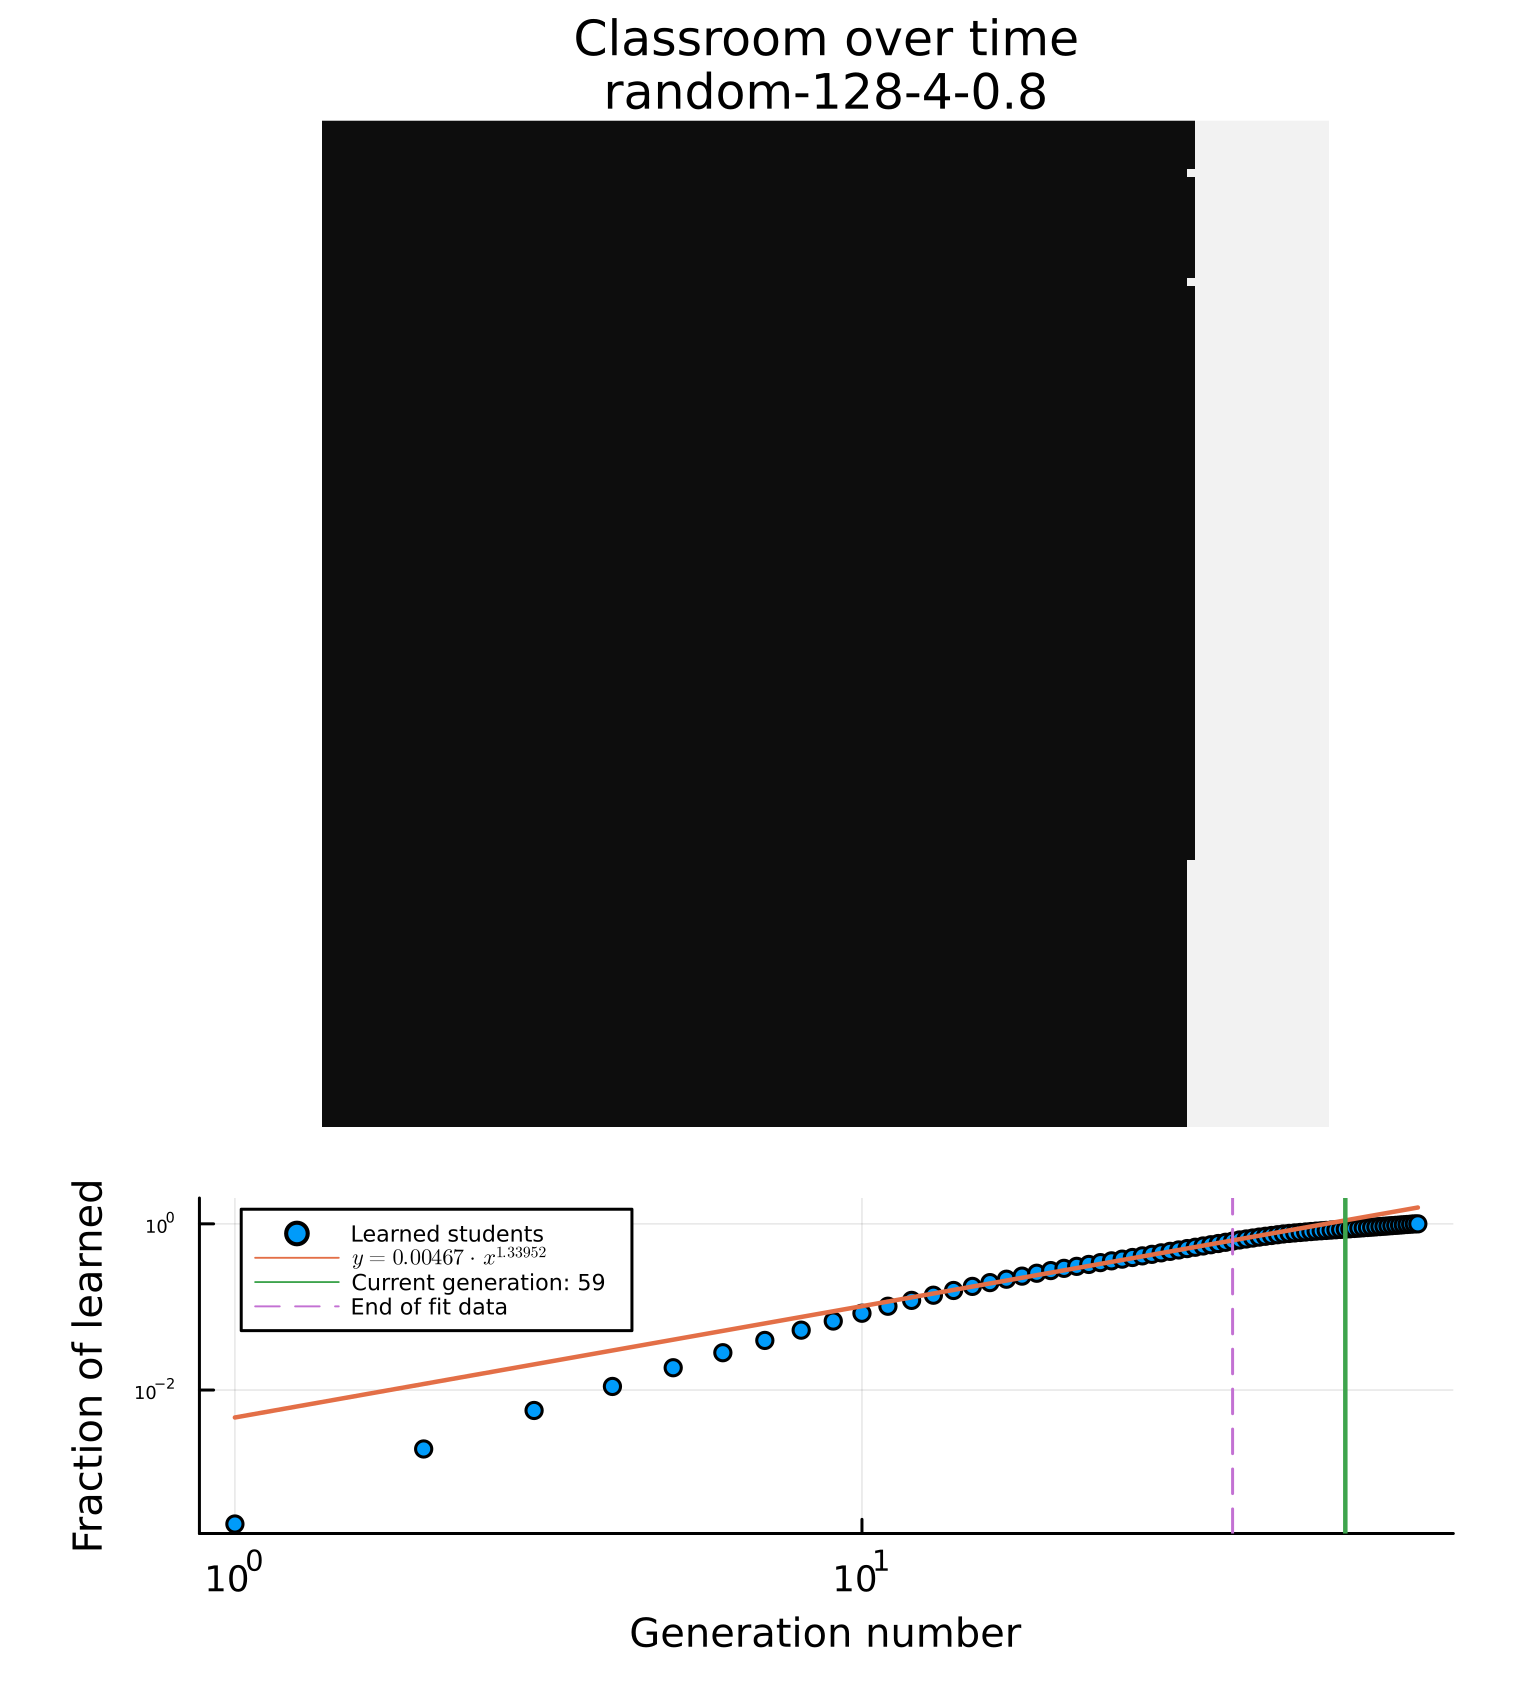 Classroom over time
random-128-4-0.8
Fraction of learned
10^0
10^-2
Learned students
y = 0.00467 · x^1.33952
Current generation: 59
End of fit data
10^0
10^1
Generation number